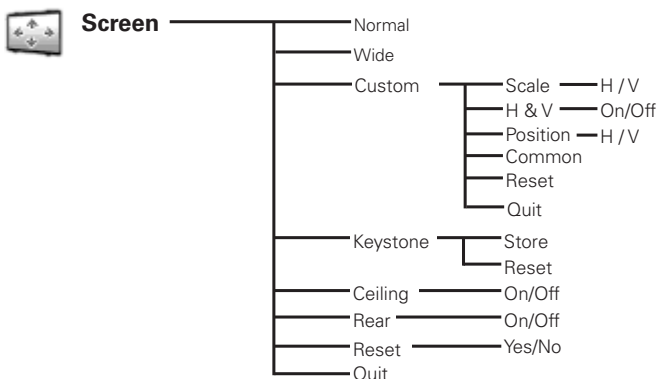 Screen Normal
Wide
Custom Scale H / V
H & V On/Off
Position H / V
Common
Reset
Quit
Keystone Store
Reset
Ceiling On/Off
Rear On/Off
Reset Yes/No
Quit